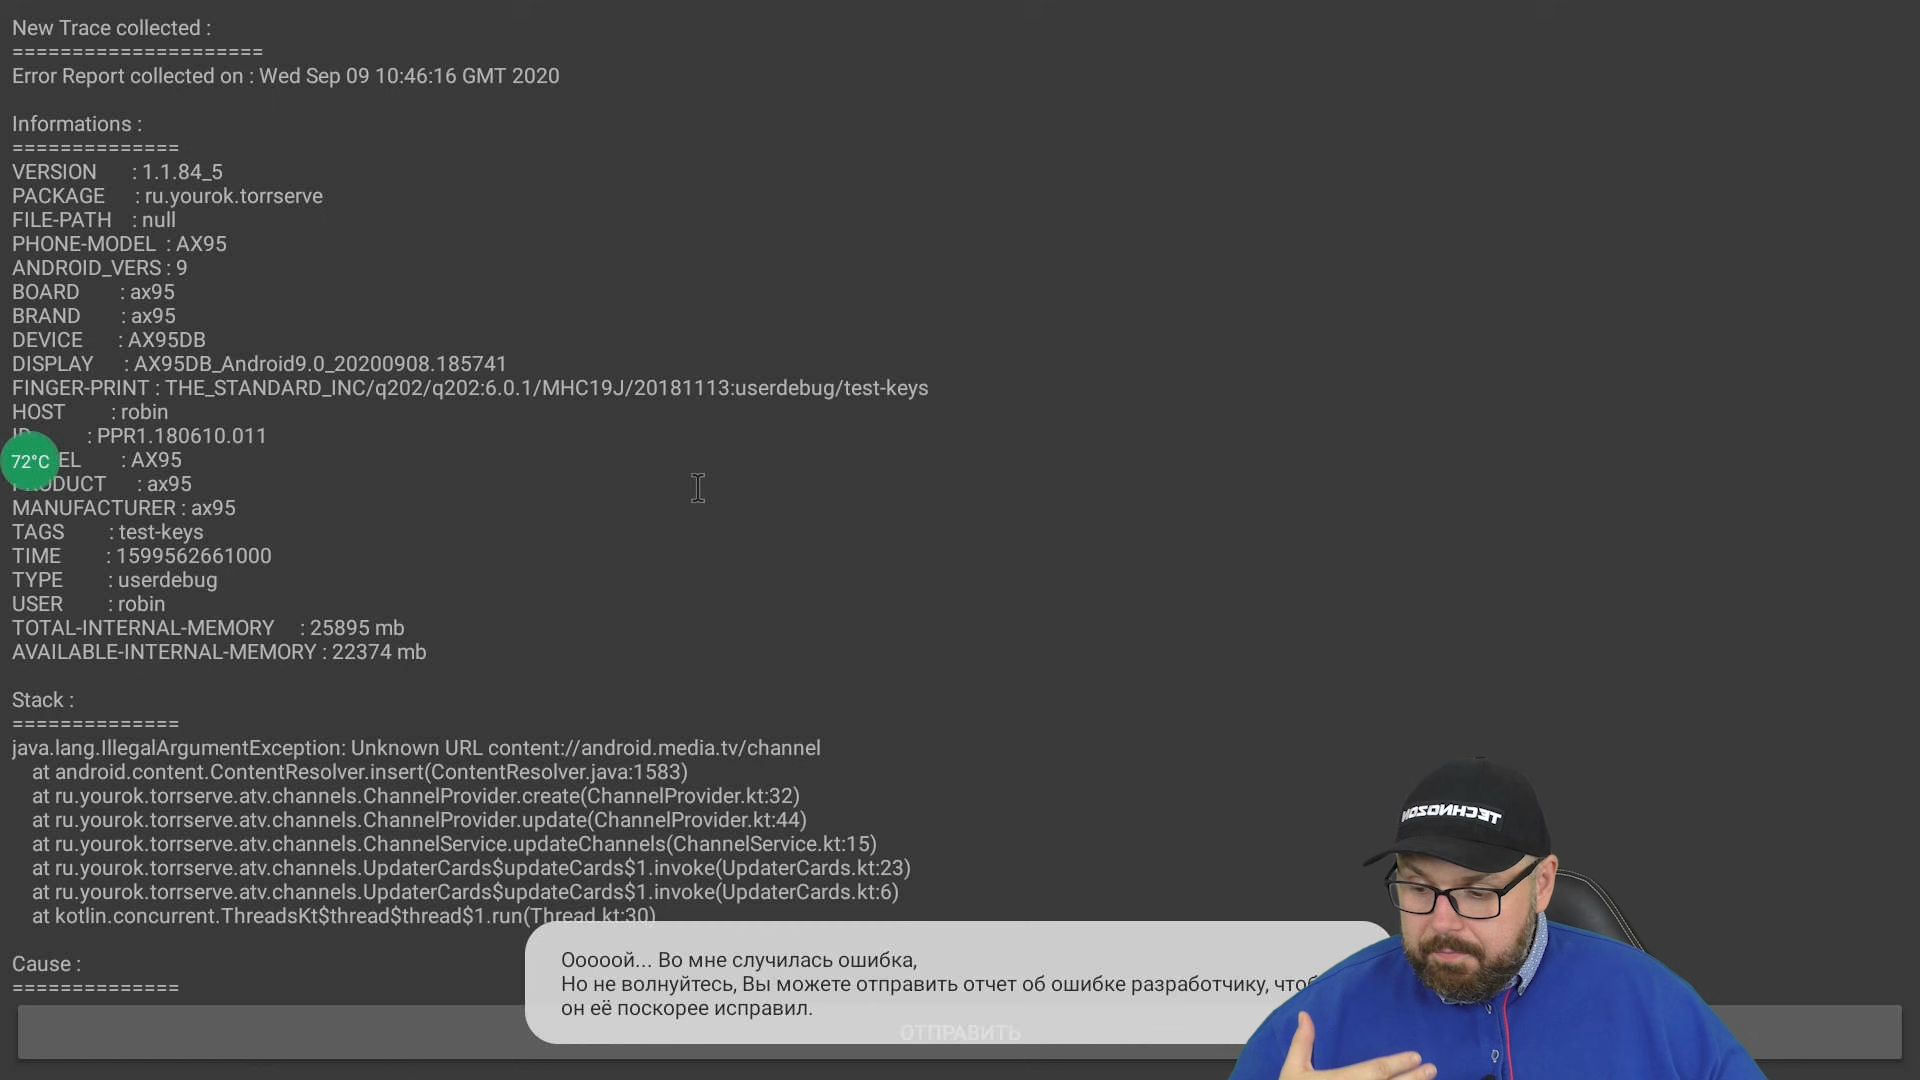 New Trace collected :
=====================
Error Report collected on : Wed Sep 09 10:46:16 GMT 2020
Informations :
==============
VERSION : 1.1.84_5
PACKAGE : ru.yourok.torrserve
FILE-PATH : null
PHONE-MODEL : AX95
ANDROID_VERS : 9
BOARD : ax95
BRAND : ax95
DEVICE : AX95DB
DISPLAY : AX95DB_Android9.0_20200908.185741
FINGER-PRINT : THE_STANDARD_INC/q202/q202:6.0.1/MHC19J/20181113:userdebug/test-keys
HOST : robin
ID : PPR1.180610.011
72°C
EL : AX95
PRODUCT : ax95
MANUFACTURER : ax95
TAGS : test-keys
TIME : 1599562661000
TYPE : userdebug
USER : robin
TOTAL-INTERNAL-MEMORY : 25895 mb
AVAILABLE-INTERNAL-MEMORY : 22374 mb
Stack :
==============
java.lang.IllegalArgumentException: Unknown URL content://android.media.tv/channel
at android.content.ContentResolver.insert(ContentResolver.java:1583)
at ru.yourok.torrserve.atv.channels.ChannelProvider.create(ChannelProvider.kt:32)
at ru.yourok.torrserve.atv.channels.ChannelProvider.update(ChannelProvider.kt:44)
at ru.yourok.torrserve.atv.channels.ChannelService.updateChannels(ChannelService.kt:15)
at ru.yourok.torrserve.atv.channels.UpdaterCards$updateCards$1.invoke(UpdaterCards.kt:23)
at ru.yourok.torrserve.atv.channels.UpdaterCards$updateCards$1.invoke(UpdaterCards.kt:6)
at kotlin.concurrent.ThreadsKt$thread$thread$1.run(Thread.kt:30)
Cause :
==============
Ооооой... Во мне случилась ошибка,
Но не волнуйтесь, Вы можете отправить отчет об ошибке разработчику,
он её поскорее исправил.
ОТПРАВИТЬ
TECHNOZON